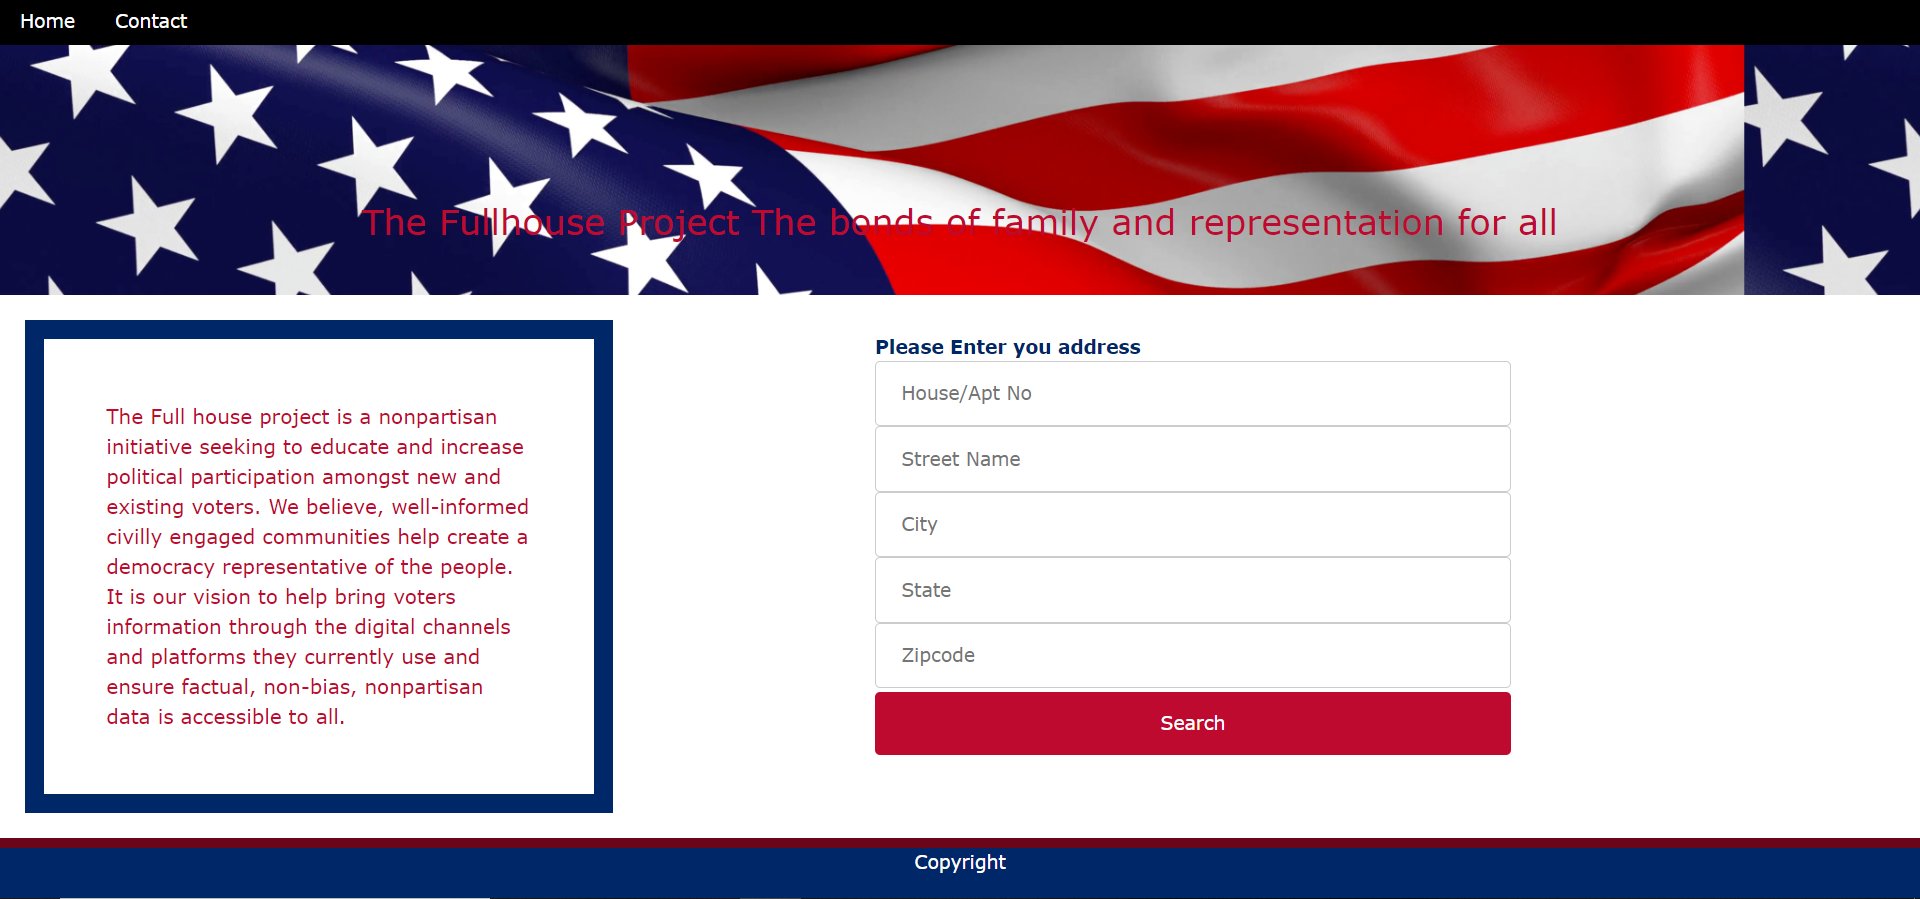 Home Contact
The Fullhouse Project The bonds of family and representation for all
The Full house project is a nonpartisan
initiative seeking to educate and increase
political participation amongst new and
existing voters. We believe, well-informed
civilly engaged communities help create a
democracy representative of the people.
It is our vision to help bring voters
information through the digital channels
and platforms they currently use and
ensure factual, non-bias, nonpartisan
data is accessible to all.
Please Enter you address
House/Apt No
Street Name
City
State
Zipcode
Search
Copyright